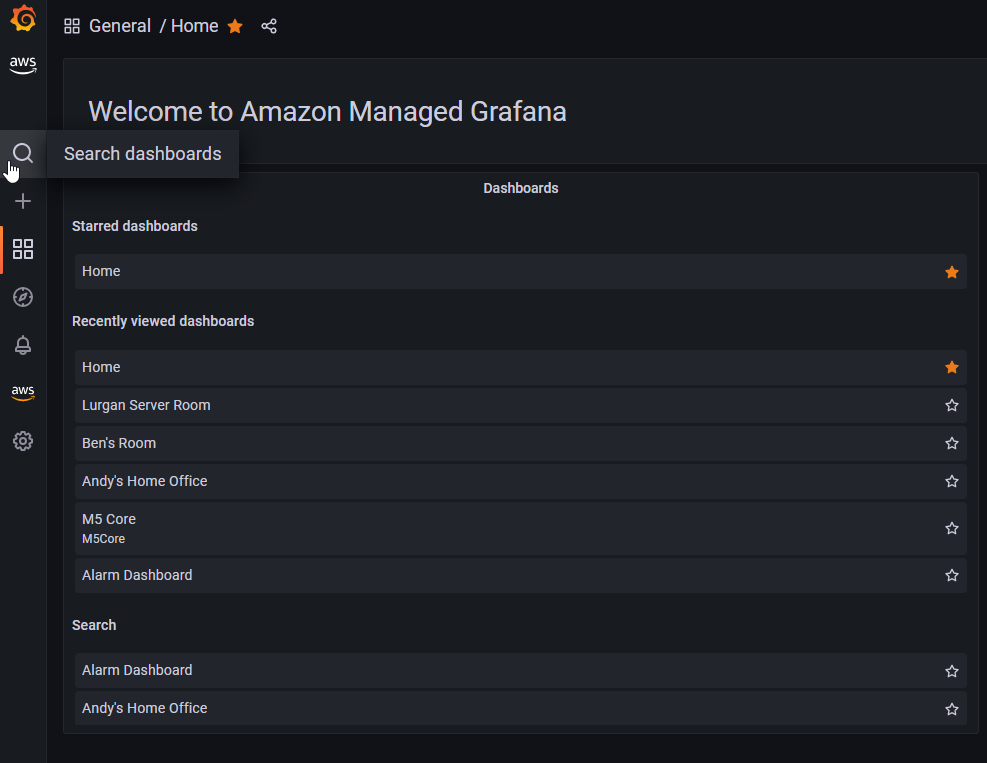 General / Home
aws
Welcome to Amazon Managed Grafana
Search dashboards
Dashboards
Starred dashboards
Home
Recently viewed dashboards
Home
Lurgan Server Room
Ben's Room
Andy's Home Office
M5 Core
M5Core
Alarm Dashboard
aws
Search
Alarm Dashboard
Andy's Home Office